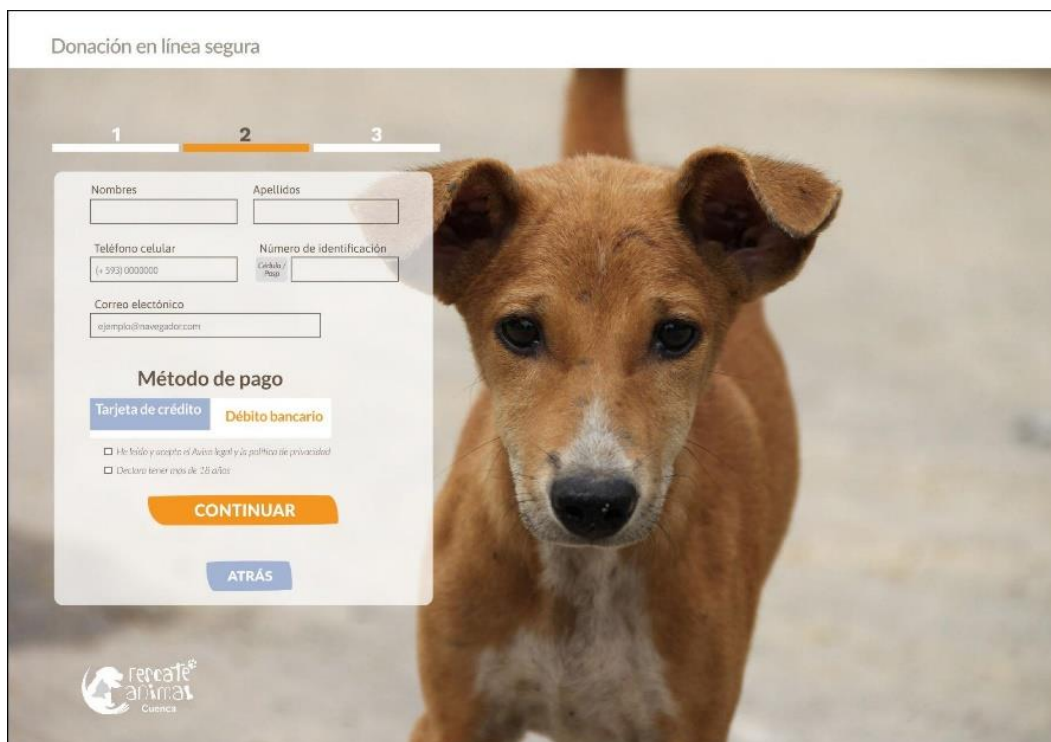 Donación en línea segura
1 2 3
Nombres Apellidos
Teléfono celular Número de identificación
(+ 593) 0000000 Cédula / Pasp
Correo electrónico
ejemplo@navegador.com
Método de pago
Tarjeta de crédito Débito bancario
He leído y acepto el Aviso legal y la política de privacidad
Declaro tener mas de 18 años
CONTINUAR
ATRÁS
rescate
animal
Cuenca